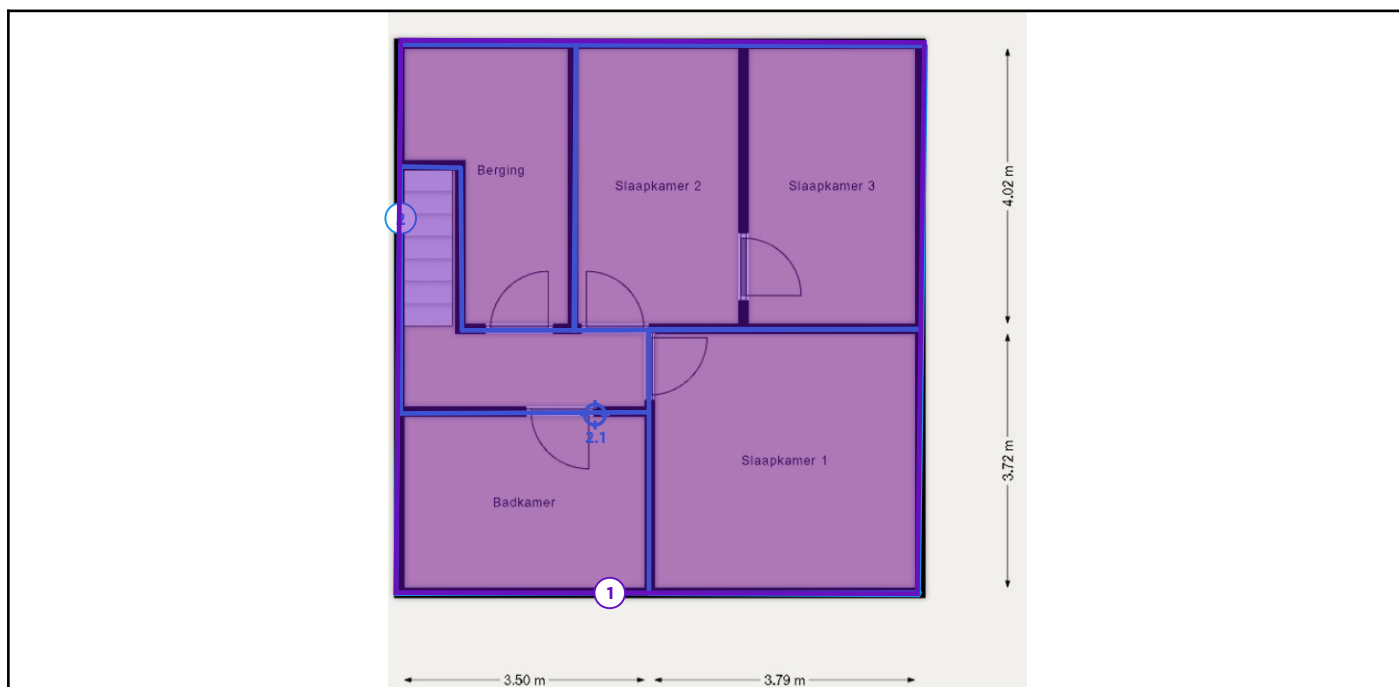 Berging
Slaapkamer 2
Slaapkamer 3
4.02 m
2
2.1
3.72 m
Slaapkamer 1
Badkamer
1
3.50 m
3.79 m